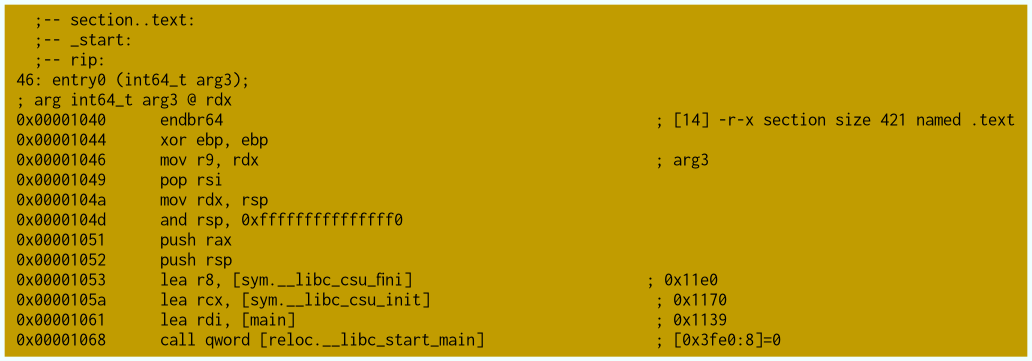 ;-- section..text:
;-- _start:
;-- rip:
46: entry0 (int64_t arg3);
; arg int64_t arg3 @ rdx
0x00001040 endbr64 ; [14] -r-x section size 421 named .text
0x00001044 xor ebp, ebp
0x00001046 mov r9, rdx ; arg3
0x00001049 pop rsi
0x0000104a mov rdx, rsp
0x0000104d and rsp, 0xfffffffffffffff0
0x00001051 push rax
0x00001052 push rsp
0x00001053 lea r8, [sym.__libc_csu_fini] ; 0x11e0
0x0000105a lea rcx, [sym.__libc_csu_init] ; 0x1170
0x00001061 lea rdi, [main] ; 0x1139
0x00001068 call qword [reloc.__libc_start_main] ; [0x3fe0:8]=0